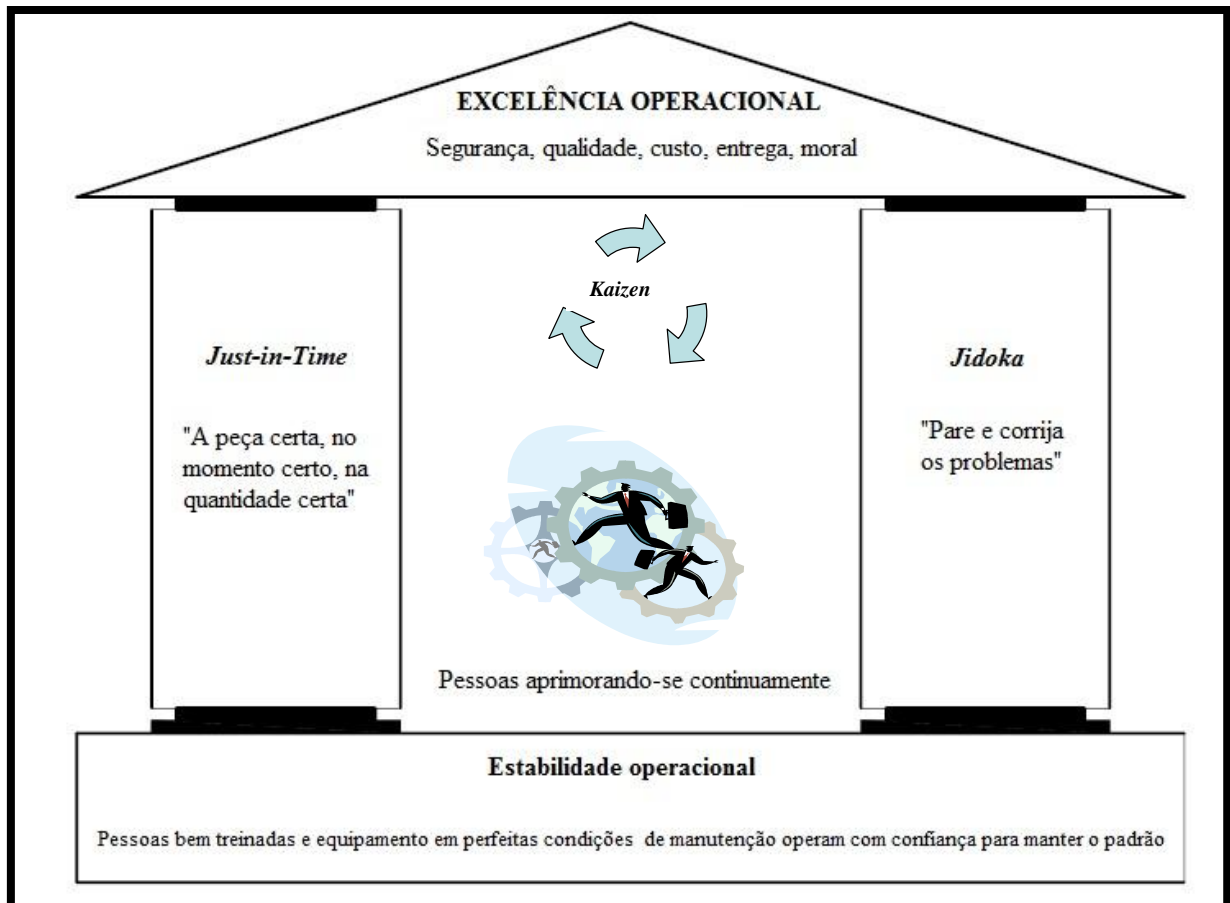 EXCELÊNCIA OPERACIONAL
Segurança, qualidade, custo, entrega, moral
Kaizen
Just-in-Time
"A peça certa, no
momento certo, na
quantidade certa"
Jidoka
"Pare e corrija
os problemas"
Pessoas aprimorando-se continuamente
Estabilidade operacional
Pessoas bem treinadas e equipamento em perfeitas condições de manutenção operam com confiança para manter o padrão